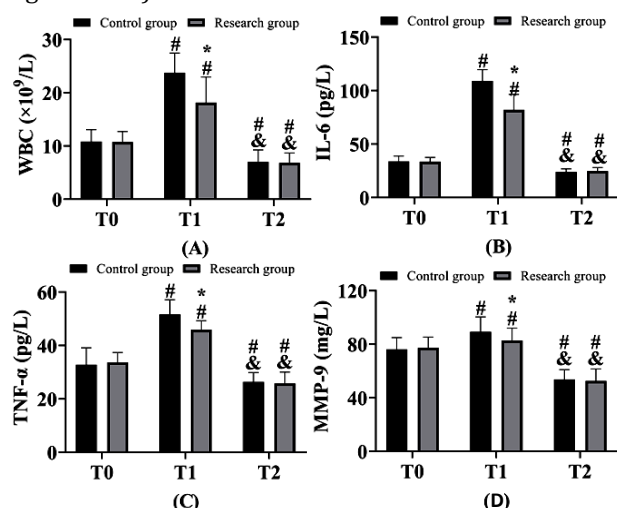 Control group Research group
WBC (×10⁹/L)
30
20
10
0
# * #
# & # &
T0 T1 T2
(A)
Control group Research group
IL-6 (pg/L)
150
100
50
0
# * #
# & # &
T0 T1 T2
(B)
Control group Research group
TNF-α (pg/L)
60
40
20
0
# * #
# & # &
T0 T1 T2
(C)
Control group Research group
MMP-9 (mg/L)
120
80
40
0
# * #
# & # &
T0 T1 T2
(D)